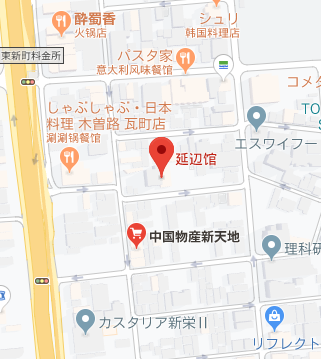 酔蜀香
火锅店
シュリ
韩国料理店
東新町料金所
パスタ家
意大利风味餐馆
コメダ
しゃぶしゃぶ・日本
料理 木曽路 瓦町店
涮涮锅餐馆
TO
エスワイフー
延辺馆
中国物産新天地
理科研
カスタリア新栄II
リフレクト